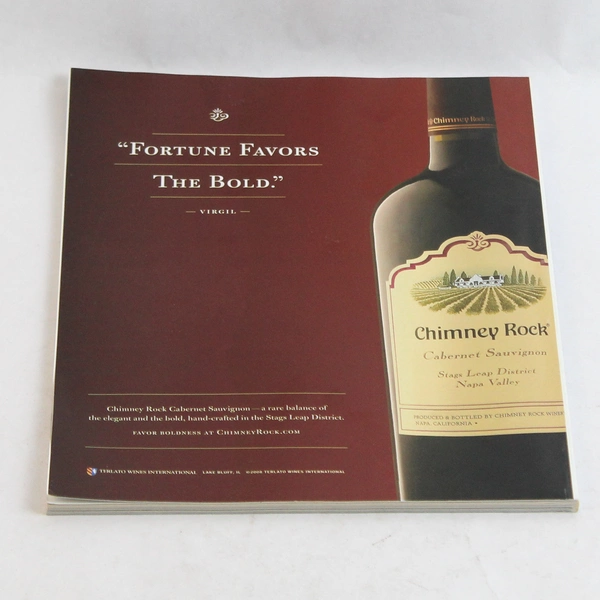 "FORTUNE FAVORS
THE BOLD."
— VIRGIL —
Chimney Rock Cabernet Sauvignon—a rare balance of
the elegant and the bold, hand-crafted in the Stags Leap District.
FAVOR BOLDNESS AT CHIMNEYROCK.COM
TERLATO WINES INTERNATIONAL LAKE BLUFF, IL ©2006 TERLATO WINES INTERNATIONAL
Chimney Rock
Chimney Rock®
Cabernet Sauvignon
Stags Leap District
Napa Valley
PRODUCED & BOTTLED BY CHIMNEY ROCK WINE
NAPA, CALIFORNIA •